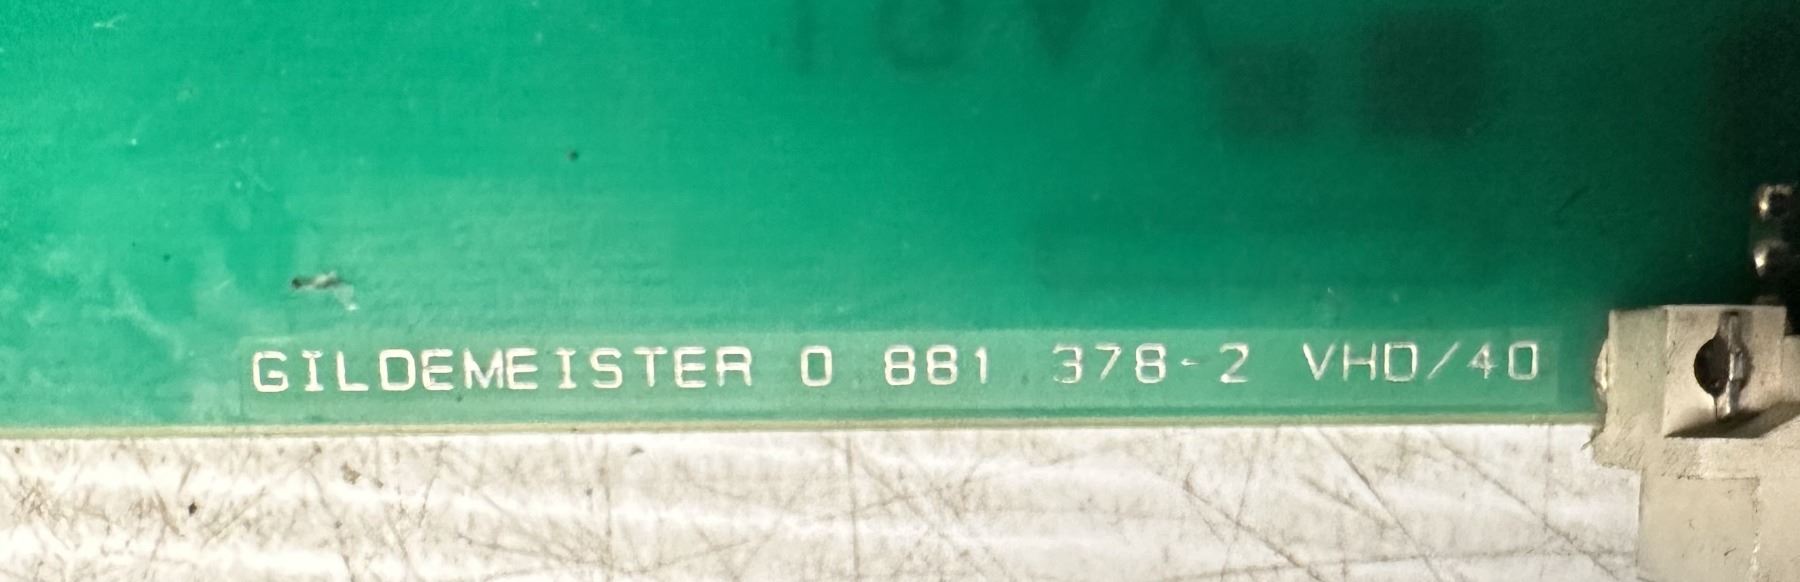 GILDEMEISTER 0 881 378-2 VHD/40